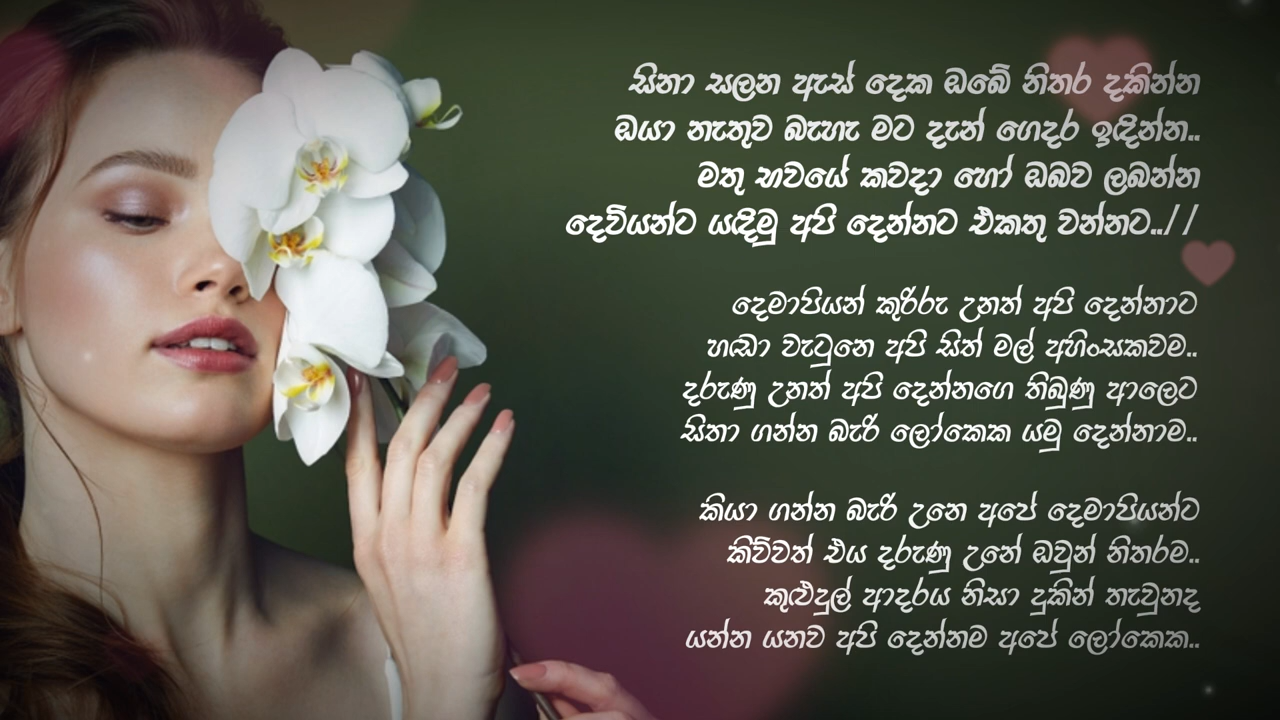 සිනා සලන ඇස් දෙක ඔබේ නිතර දකින්න
ඔයා නැතුව බැහැ මට දැන් ගෙදර ඉඳින්න..
මතු භවයේ කවදා හෝ ඔබව ලබන්න
දෙවියන්ට යඳිමු අපි දෙන්නට එකතු වන්නට..//
දෙමාපියන් කුරිරු උනත් අපි දෙන්නාට
හඬා වැටුනෙ අපි සිත් මල් අහිංසකවම..
දරුණු උනත් අපි දෙන්නගෙ තිබුණු ආලෙට
සිතා ගන්න බැරි ලෝකෙක යමු දෙන්නාම..
කියා ගන්න බැරි උනෙ අපේ දෙමාපියන්ට
කිව්වත් එය දරුණු උනේ ඔවුන් නිතරම..
කුළුදුල් ආදරය නිසා දුකින් තැවුනද
යන්න යනව අපි දෙන්නම අපේ ලෝකෙක..